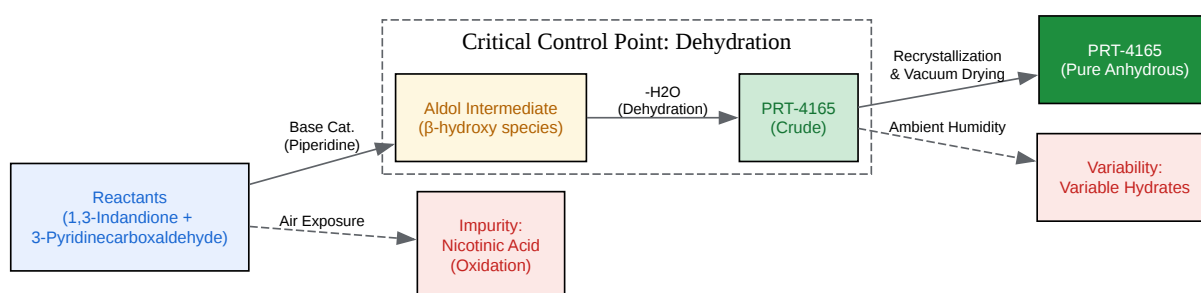 Critical Control Point: Dehydration
Reactants
(1,3-Indandione +
3-Pyridinecarboxaldehyde)
Base Cat.
(Piperidine)
Air Exposure
Aldol Intermediate
(β-hydroxy species)
Impurity:
Nicotinic Acid
(Oxidation)
-H2O
(Dehydration)
PRT-4165
(Crude)
Recrystallization
& Vacuum Drying
Ambient Humidity
PRT-4165
(Pure Anhydrous)
Variability:
Variable Hydrates